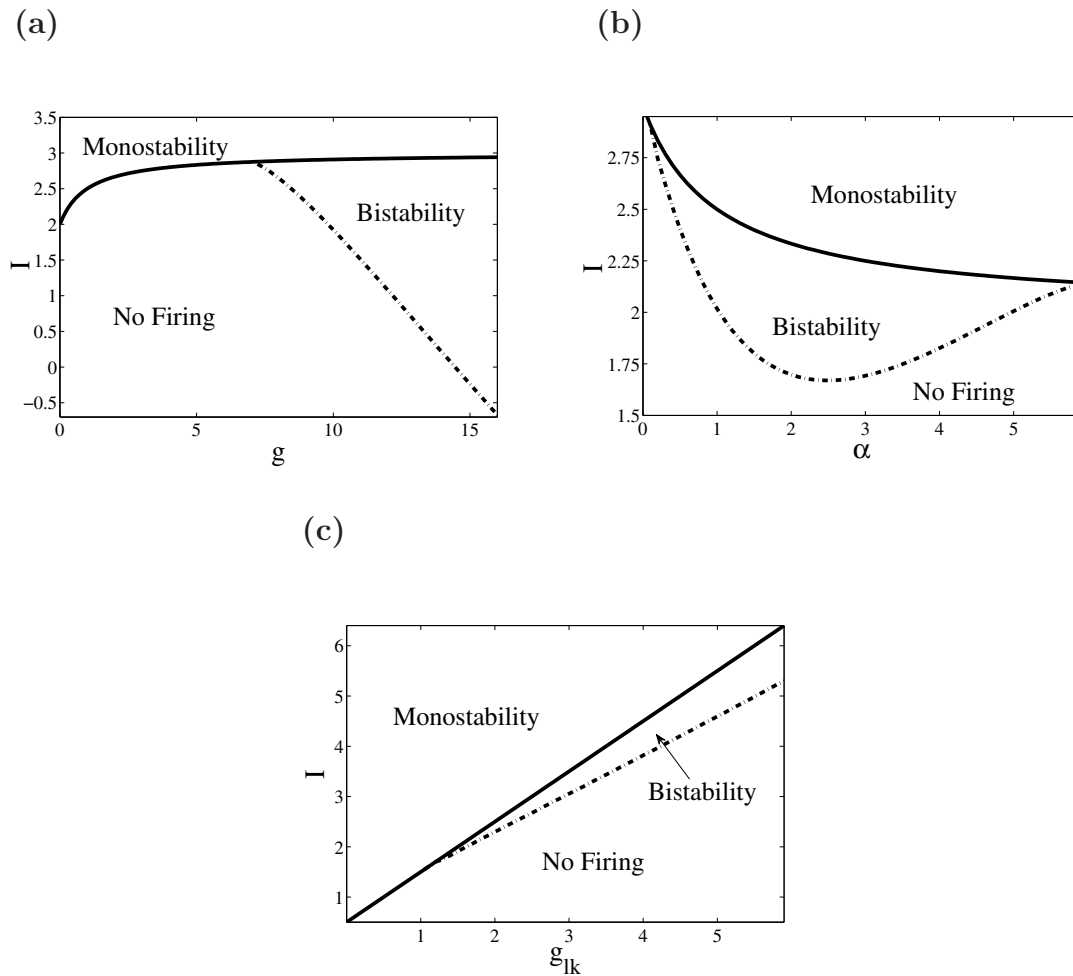 (a)
3.5
3
2.5
2
1.5
1
0.5
0
−0.5
I
Monostability
Bistability
No Firing
0 5 10 15
g
(b)
2.75
2.5
2.25
2
1.75
1.5
I
Monostability
Bistability
No Firing
0 1 2 3 4 5
α
(c)
6
5
4
3
2
1
I
Monostability
Bistability
No Firing
1 2 3 4 5
g_lk